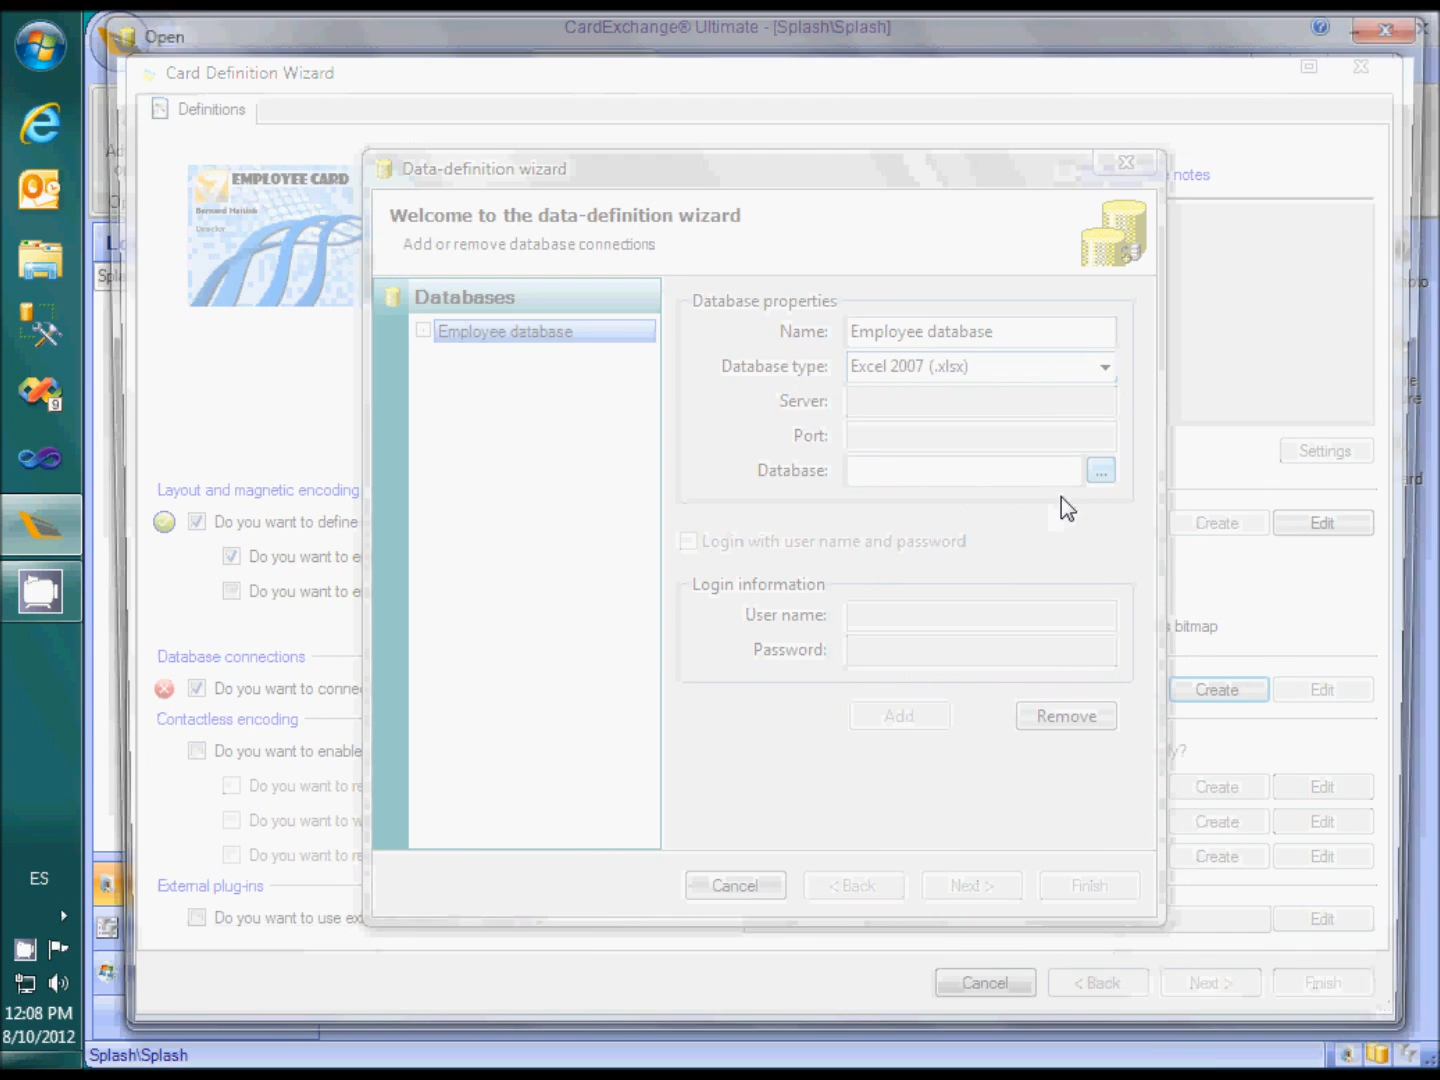 CardExchange® Ultimate - [Splash\Splash]
Open
Card Definition Wizard
Definitions
EMPLOYEE CARD
Director
notes
Data-definition wizard
Welcome to the data-definition wizard
Add or remove database connections
Databases
Employee database
Database properties
Name: Employee database
Database type: Excel 2007 (.xlsx)
Server:
Port:
Database: ...
Login with user name and password
Login information
User name:
Password:
Add Remove
Cancel < Back Next > Finish
Settings
Layout and magnetic encoding
Do you want to define
Create Edit
Do you want to e
Do you want to e
bitmap
Database connections
Do you want to conne
Create Edit
Contactless encoding
Do you want to enable
y?
Do you want to re
Create Edit
Do you want to w
Create Edit
Do you want to re
Create Edit
External plug-ins
Do you want to use ex
Edit
Cancel < Back Next > Finish
ES
12:08 PM
8/10/2012
Splash\Splash